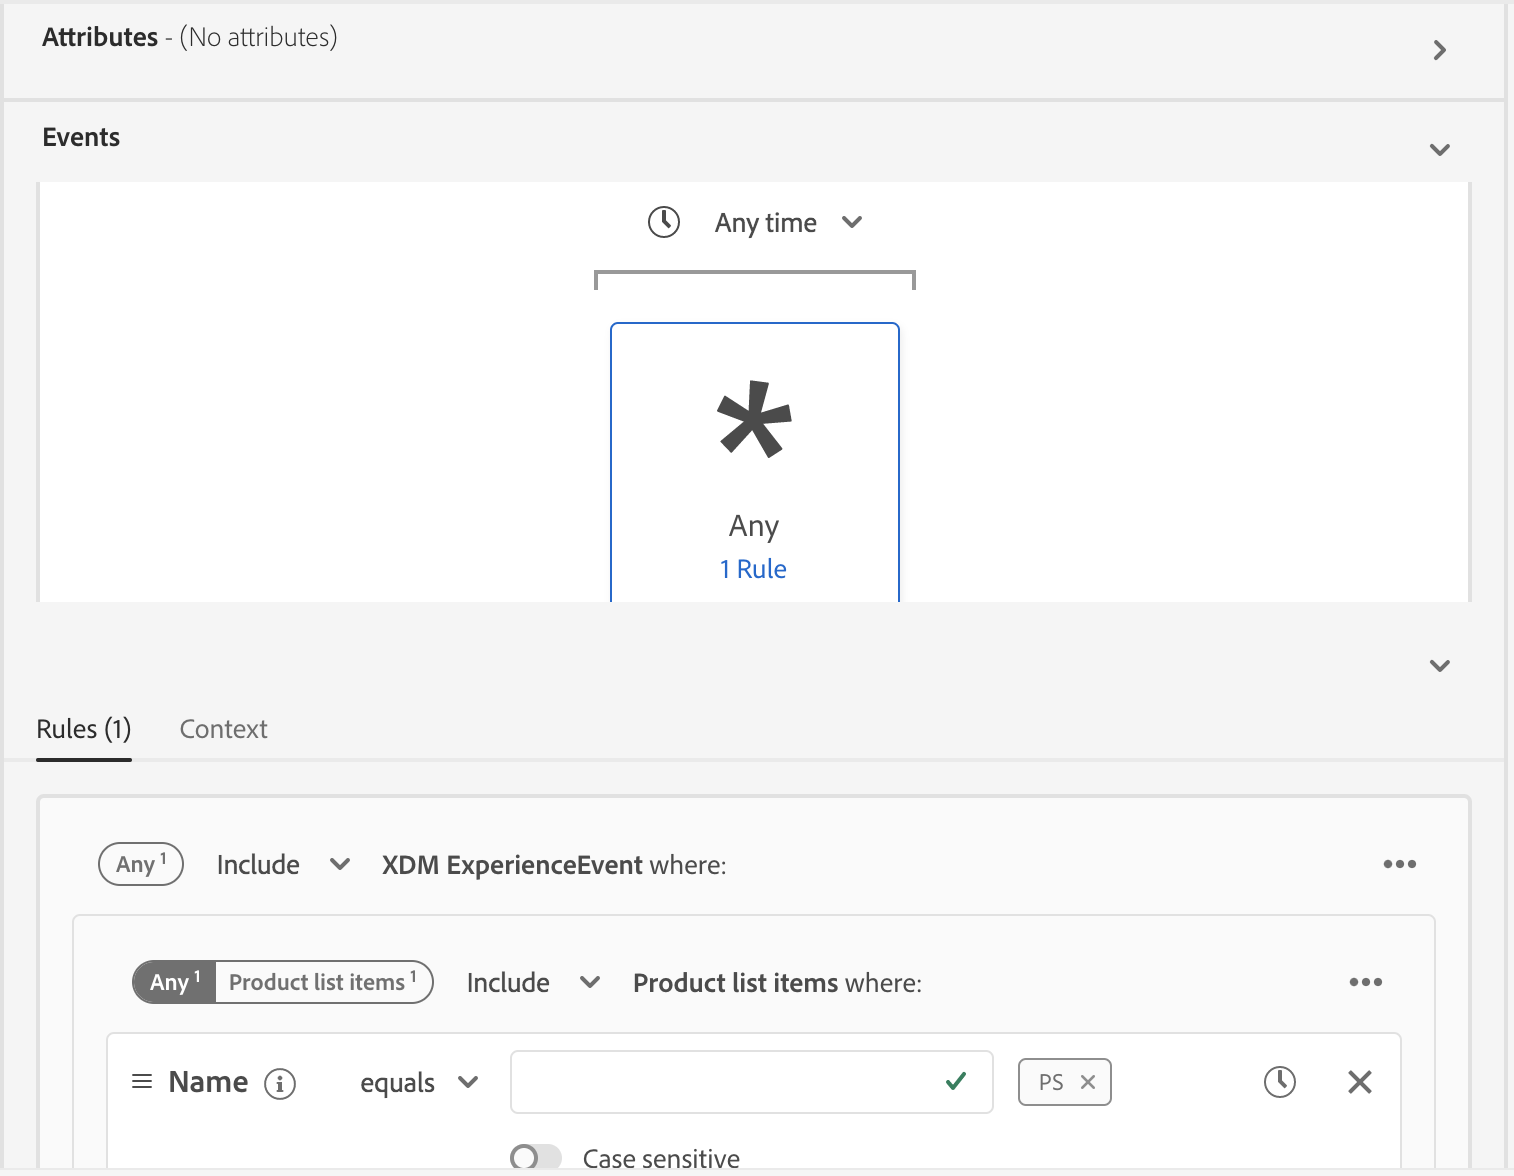 Attributes - (No attributes)
Events
Any time
*
Any
1 Rule
Rules (1) Context
Any 1 Include XDM ExperienceEvent where:
Any 1 Product list items 1 Include Product list items where:
Name equals PS
Case sensitive